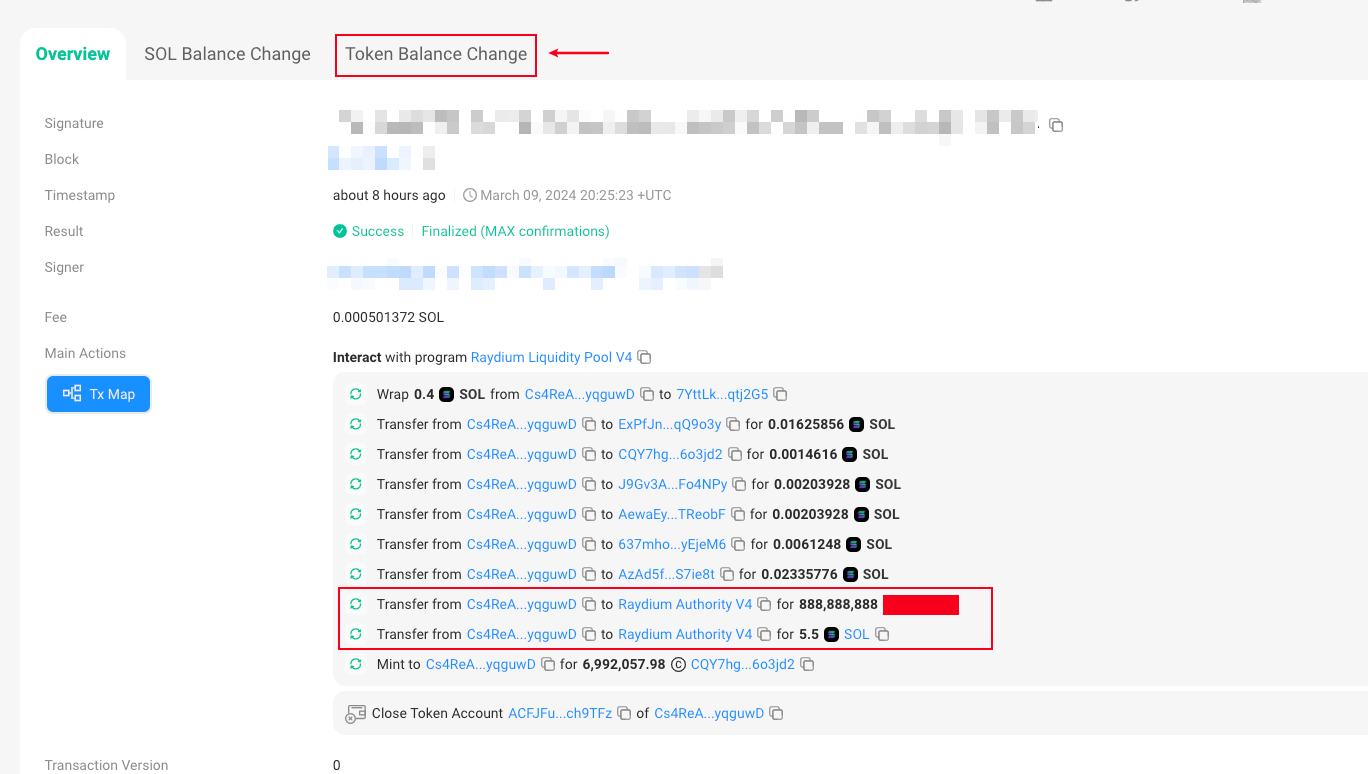 Overview SOL Balance Change Token Balance Change
Signature
Block
Timestamp about 8 hours ago March 09, 2024 20:25:23 +UTC
Result Success Finalized (MAX confirmations)
Signer
Fee 0.000501372 SOL
Main Actions
Interact with program Raydium Liquidity Pool V4
Tx Map
Wrap 0.4 SOL from Cs4ReA...yqguwD to 7YttLk...qtj2G5
Transfer from Cs4ReA...yqguwD to ExPfJn...qQ9o3y for 0.01625856 SOL
Transfer from Cs4ReA...yqguwD to CQY7hg...6o3jd2 for 0.0014616 SOL
Transfer from Cs4ReA...yqguwD to J9Gv3A...Fo4NPy for 0.00203928 SOL
Transfer from Cs4ReA...yqguwD to AewaEy...TReobF for 0.00203928 SOL
Transfer from Cs4ReA...yqguwD to 637mho...yEjeM6 for 0.0061248 SOL
Transfer from Cs4ReA...yqguwD to AzAd5f...S7ie8t for 0.02335776 SOL
Transfer from Cs4ReA...yqguwD to Raydium Authority V4 for 888,888,888
Transfer from Cs4ReA...yqguwD to Raydium Authority V4 for 5.5 SOL
Mint to Cs4ReA...yqguwD for 6,992,057.98 CQY7hg...6o3jd2
Close Token Account ACFJFu...ch9TFz of Cs4ReA...yqguwD
Transaction Version 0